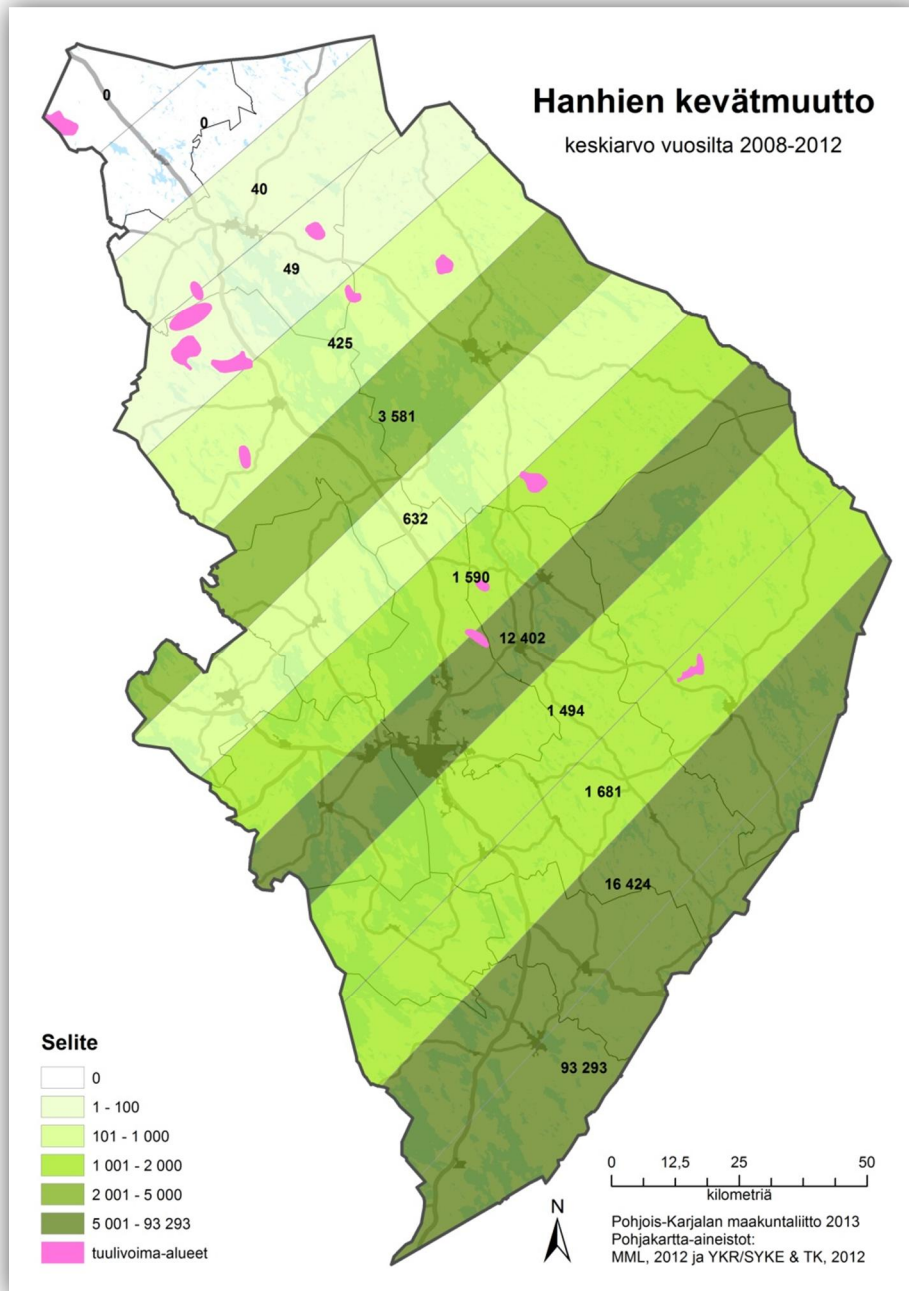 Hanhien kevätmuutto
keskiarvo vuosilta 2008-2012
0
0
40
49
425
3 581
632
1 590
12 402
1 494
1 681
16 424
93 293
Selite
0
1 - 100
101 - 1 000
1 001 - 2 000
2 001 - 5 000
5 001 - 93 293
tuulivoima-alueet
N
0 12,5 25 50
kilometriä
Pohjois-Karjalan maakuntaliitto 2013
Pohjakartta-aineistot:
MML, 2012 ja YKR/SYKE & TK, 2012